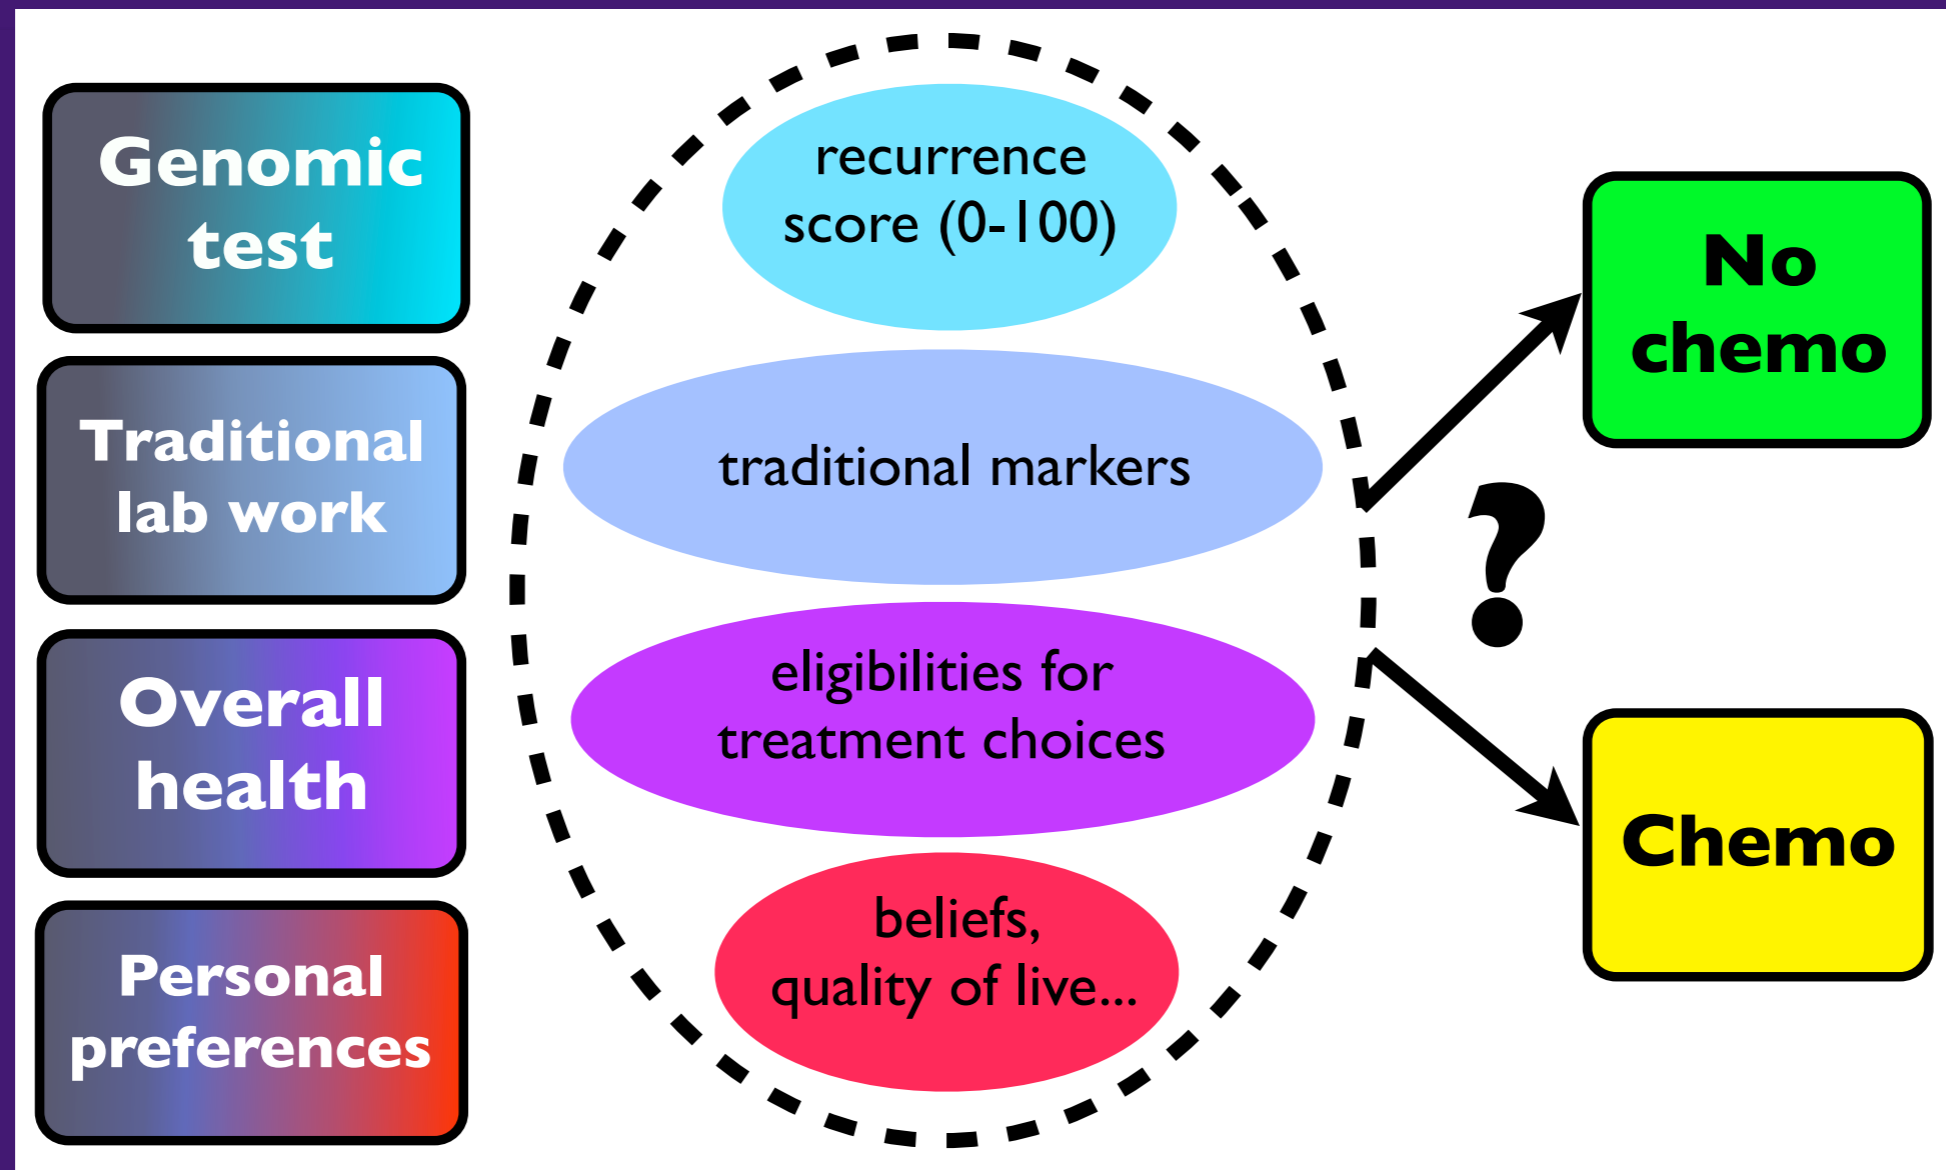 Genomic
test
recurrence
score (0-100)
No
chemo
Traditional
lab work
traditional markers
?
Overall
health
eligibilities for
treatment choices
Chemo
Personal
preferences
beliefs,
quality of live...